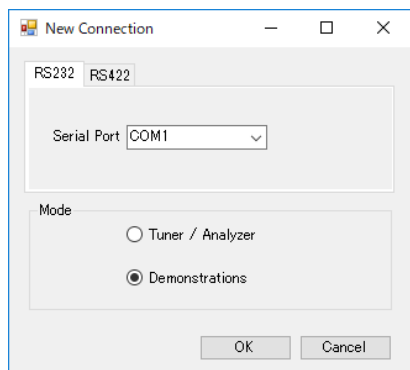 New Connection
RS232 RS422
Serial Port COM1
Mode
Tuner / Analyzer
Demonstrations
OK Cancel